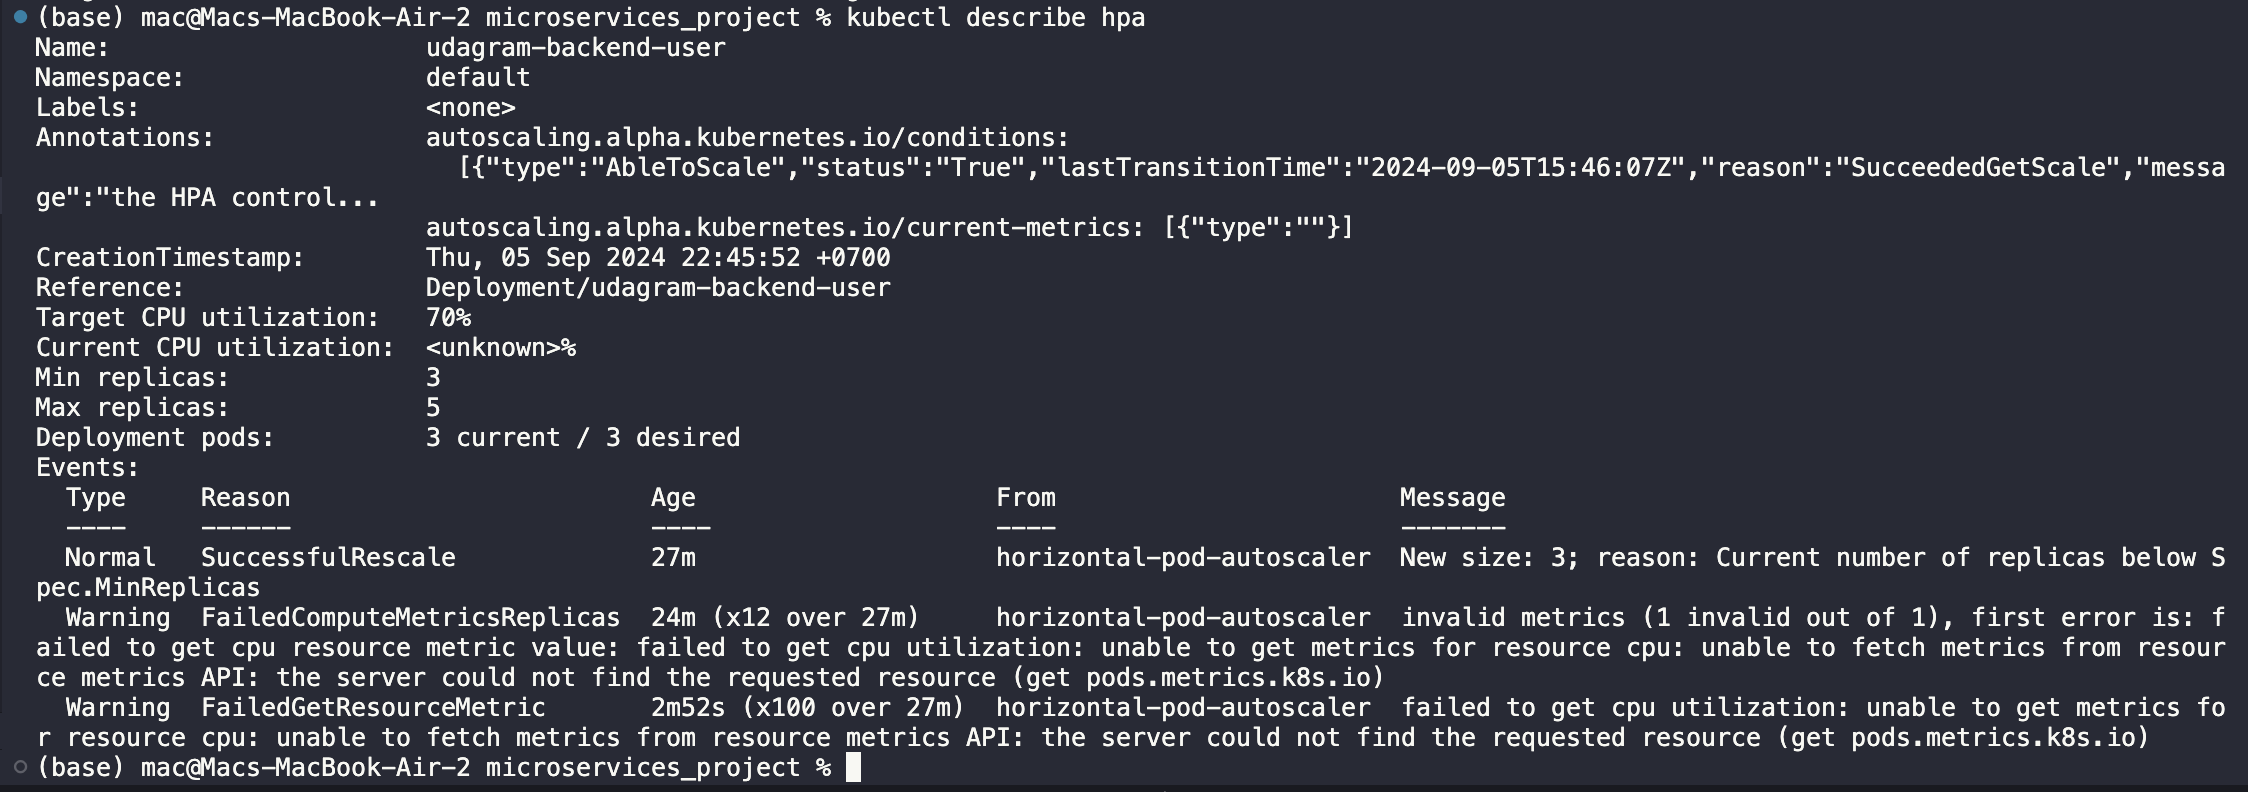 (base) mac@Macs-MacBook-Air-2 microservices_project % kubectl describe hpa
Name:                     udagram-backend-user
Namespace:                default
Labels:                   <none>
Annotations:              autoscaling.alpha.kubernetes.io/conditions:
                            [{"type":"AbleToScale","status":"True","lastTransitionTime":"2024-09-05T15:46:07Z","reason":"SucceededGetScale","messa
ge":"the HPA control...
                          autoscaling.alpha.kubernetes.io/current-metrics: [{"type":""}]
CreationTimestamp:        Thu, 05 Sep 2024 22:45:52 +0700
Reference:                Deployment/udagram-backend-user
Target CPU utilization:   70%
Current CPU utilization:  <unknown>%
Min replicas:             3
Max replicas:             5
Deployment pods:          3 current / 3 desired
Events:
  Type     Reason                        Age                    From                       Message
  ----     ------                        ----                   ----                       -------
  Normal   SuccessfulRescale             27m                    horizontal-pod-autoscaler  New size: 3; reason: Current number of replicas below S
pec.MinReplicas
  Warning  FailedComputeMetricsReplicas  24m (x12 over 27m)     horizontal-pod-autoscaler  invalid metrics (1 invalid out of 1), first error is: f
ailed to get cpu resource metric value: failed to get cpu utilization: unable to get metrics for resource cpu: unable to fetch metrics from resour
ce metrics API: the server could not find the requested resource (get pods.metrics.k8s.io)
  Warning  FailedGetResourceMetric       2m52s (x100 over 27m)  horizontal-pod-autoscaler  failed to get cpu utilization: unable to get metrics fo
r resource cpu: unable to fetch metrics from resource metrics API: the server could not find the requested resource (get pods.metrics.k8s.io)
(base) mac@Macs-MacBook-Air-2 microservices_project %